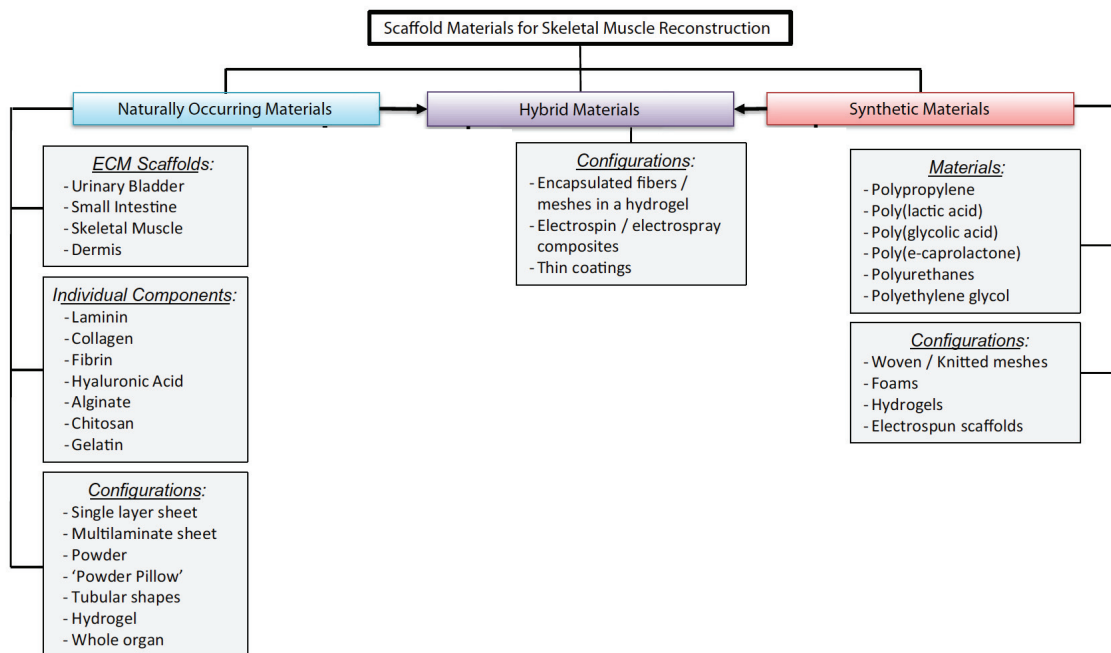 Scaffold Materials for Skeletal Muscle Reconstruction
Naturally Occurring Materials
Hybrid Materials
Synthetic Materials
ECM Scaffolds:
- Urinary Bladder
- Small Intestine
- Skeletal Muscle
- Dermis
Individual Components:
- Laminin
- Collagen
- Fibrin
- Hyaluronic Acid
- Alginate
- Chitosan
- Gelatin
Configurations:
- Single layer sheet
- Multilaminate sheet
- Powder
- ‘Powder Pillow’
- Tubular shapes
- Hydrogel
- Whole organ
Configurations:
- Encapsulated fibers /
meshes in a hydrogel
- Electrospin / electrospray
composites
- Thin coatings
Materials:
- Polypropylene
- Poly(lactic acid)
- Poly(glycolic acid)
- Poly(e-caprolactone)
- Polyurethanes
- Polyethylene glycol
Configurations:
- Woven / Knitted meshes
- Foams
- Hydrogels
- Electrospun scaffolds